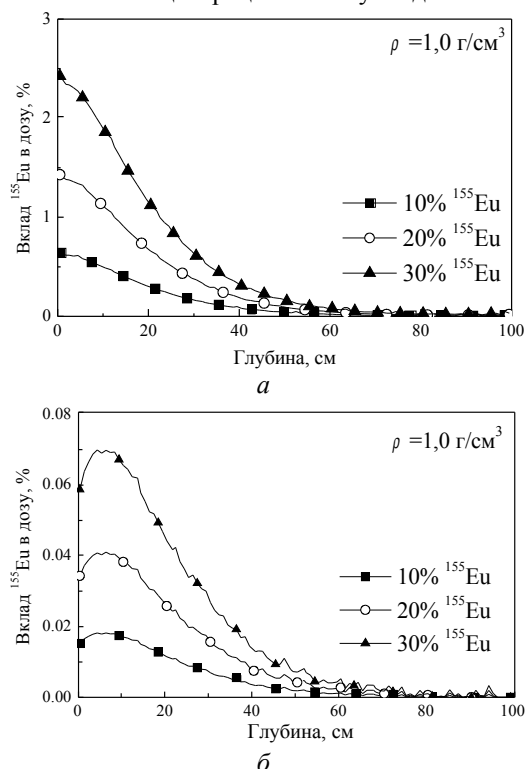 ρ =1,0 г/см³
Вклад ¹⁵⁵Eu в дозу, %
3
2
1
0
10% ¹⁵⁵Eu
20% ¹⁵⁵Eu
30% ¹⁵⁵Eu
0 20 40 60 80 100
Глубина, см
а
ρ =1,0 г/см³
Вклад ¹⁵⁵Eu в дозу, %
0.08
0.06
0.04
0.02
0.00
10% ¹⁵⁵Eu
20% ¹⁵⁵Eu
30% ¹⁵⁵Eu
0 20 40 60 80 100
Глубина, см
б